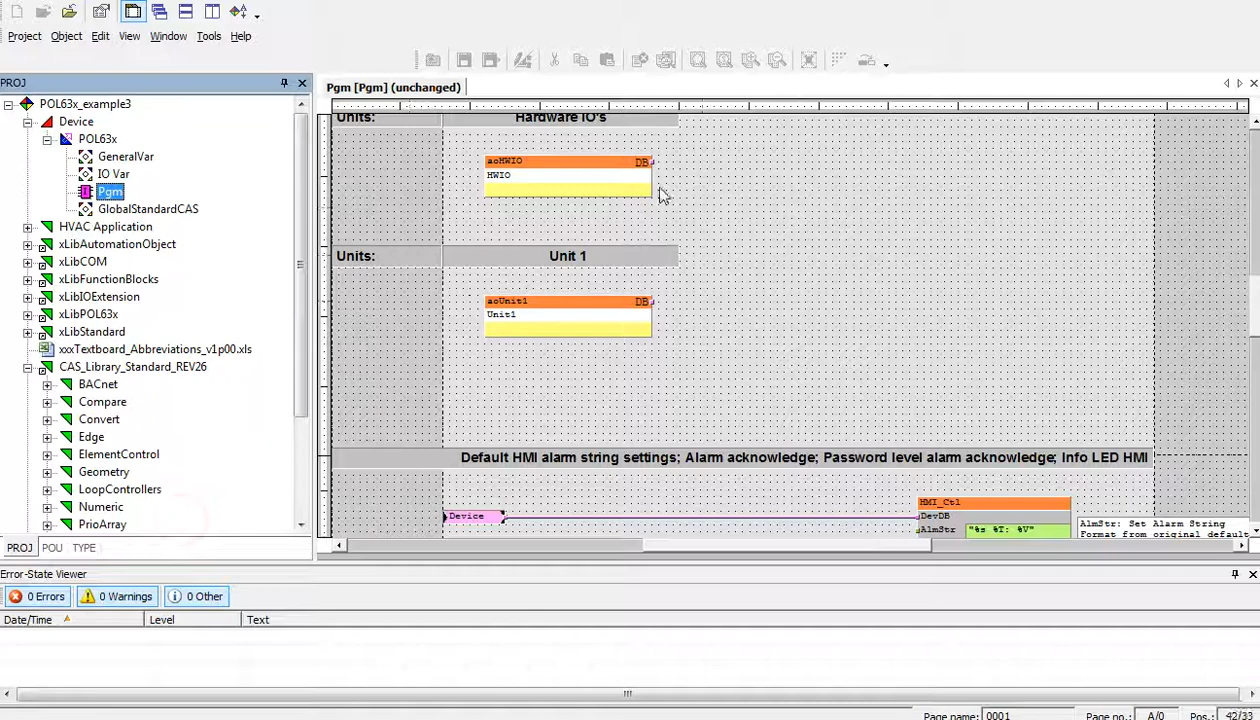 Project Object Edit View Window Tools Help
PROJ
POL63x_example3
Device
POL63x
GeneralVar
IO Var
Pgm
GlobalStandardCAS
HVAC Application
xLibAutomationObject
xLibCOM
xLibFunctionBlocks
xLibIOExtension
xLibPOL63x
xLibStandard
xxxTextboard_Abbreviations_v1p00.xls
CAS_Library_Standard_REV26
BACnet
Compare
Convert
Edge
ElementControl
Geometry
LoopControllers
Numeric
PrioArray
PROJ POU TYPE
Pgm [Pgm] (unchanged)
Units: Hardware IO's
aoHWIO DB
HWIO
Units: Unit 1
aoUnit1 DB
Unit1
Default HMI alarm string settings; Alarm acknowledge; Password level alarm acknowledge; Info LED HMI
Device
HMI_Ctl
DevDB
AlmStr "%s %T: %V"
AlmStr: Set Alarm String
Format from original default
Error-State Viewer
0 Errors 0 Warnings 0 Other
Date/Time Level Text
Page name: 0001 Page no.: A/0 Pos.: 42/33